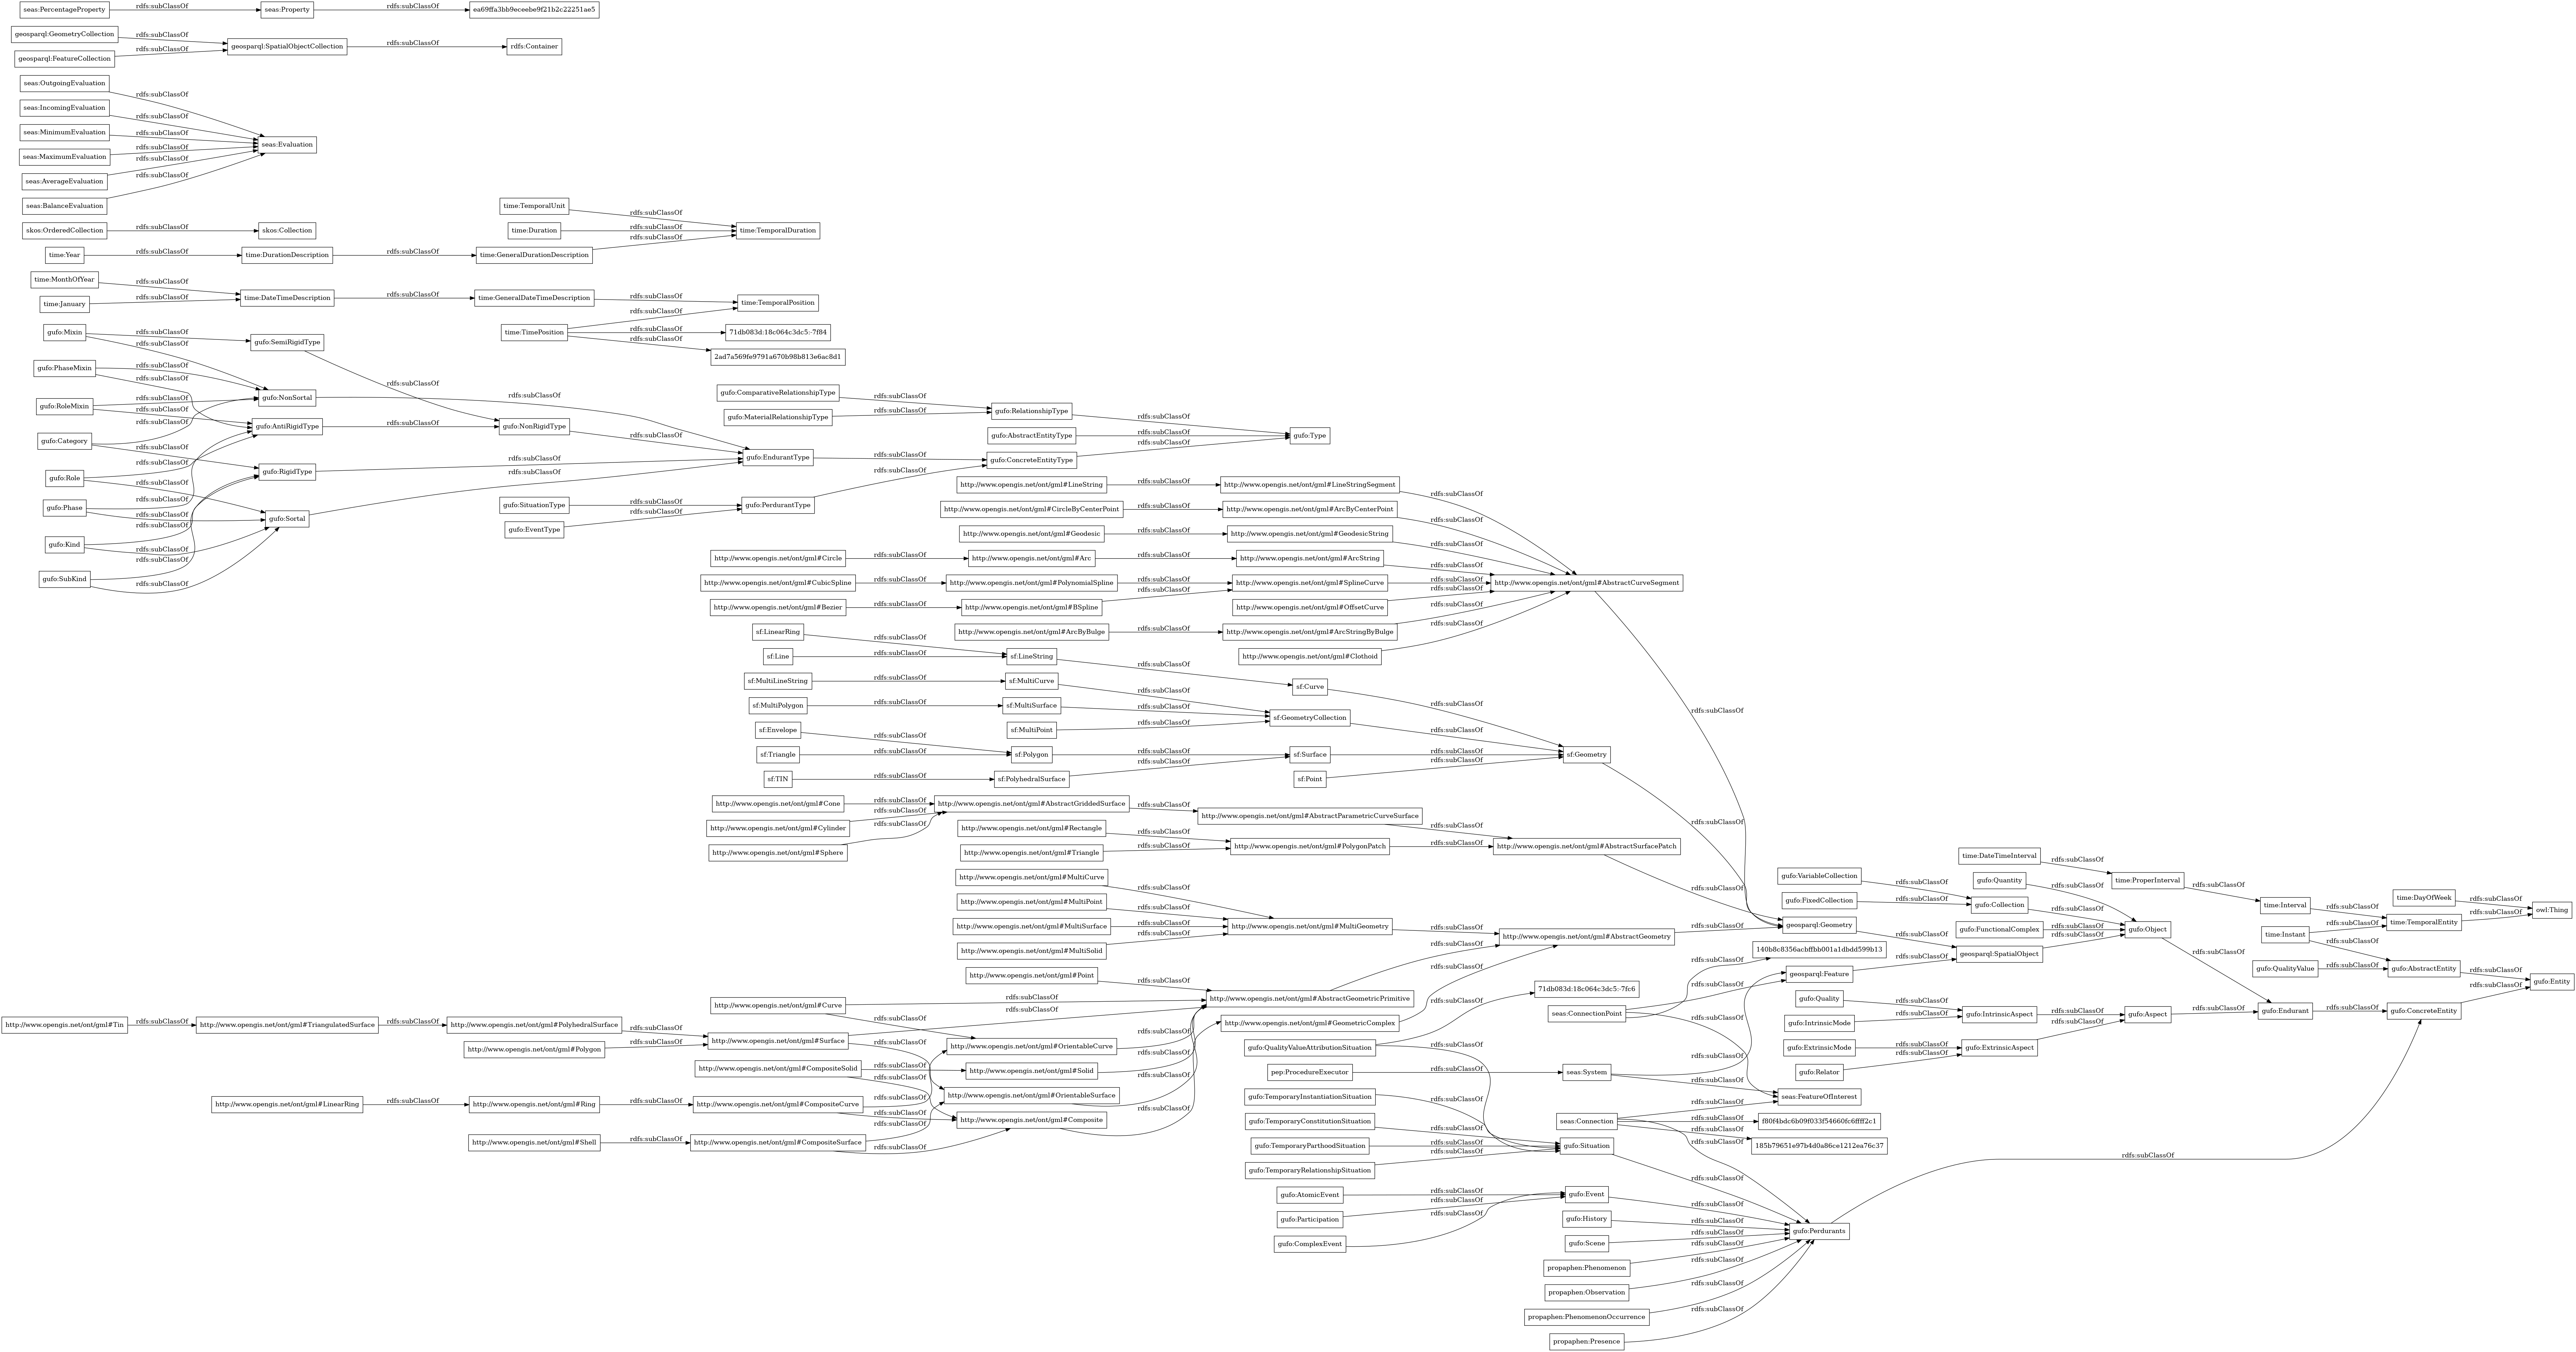 seas:PercentageProperty
rdfs:subClassOf
seas:Property
rdfs:subClassOf
ea69ffa3bb9eceebe9f21b2c22251ae5
geosparql:GeometryCollection
rdfs:subClassOf
geosparql:FeatureCollection
rdfs:subClassOf
geosparql:SpatialObjectCollection
rdfs:subClassOf
rdfs:Container
seas:OutgoingEvaluation
rdfs:subClassOf
seas:IncomingEvaluation
rdfs:subClassOf
seas:MinimumEvaluation
rdfs:subClassOf
seas:MaximumEvaluation
rdfs:subClassOf
seas:AverageEvaluation
rdfs:subClassOf
seas:BalanceEvaluation
rdfs:subClassOf
seas:Evaluation
skos:OrderedCollection
rdfs:subClassOf
skos:Collection
time:TemporalUnit
rdfs:subClassOf
time:Duration
rdfs:subClassOf
time:TemporalDuration
time:Year
rdfs:subClassOf
time:DurationDescription
rdfs:subClassOf
time:GeneralDurationDescription
rdfs:subClassOf
time:MonthOfYear
rdfs:subClassOf
time:January
rdfs:subClassOf
time:DateTimeDescription
rdfs:subClassOf
time:GeneralDateTimeDescription
rdfs:subClassOf
time:TemporalPosition
time:TimePosition
rdfs:subClassOf
rdfs:subClassOf
71db083d:18c064c3dc5:-7f84
rdfs:subClassOf
2ad7a569fe9791a670b98b813e6ac8d1
gufo:Mixin
rdfs:subClassOf
rdfs:subClassOf
gufo:SemiRigidType
rdfs:subClassOf
gufo:PhaseMixin
rdfs:subClassOf
rdfs:subClassOf
gufo:NonSortal
rdfs:subClassOf
gufo:RoleMixin
rdfs:subClassOf
rdfs:subClassOf
gufo:AntiRigidType
rdfs:subClassOf
gufo:NonRigidType
rdfs:subClassOf
gufo:Category
rdfs:subClassOf
rdfs:subClassOf
gufo:RigidType
rdfs:subClassOf
gufo:Role
rdfs:subClassOf
rdfs:subClassOf
gufo:Phase
rdfs:subClassOf
rdfs:subClassOf
gufo:Sortal
rdfs:subClassOf
gufo:Kind
rdfs:subClassOf
rdfs:subClassOf
gufo:SubKind
rdfs:subClassOf
rdfs:subClassOf
gufo:EndurantType
rdfs:subClassOf
gufo:SituationType
rdfs:subClassOf
gufo:EventType
rdfs:subClassOf
gufo:PerdurantType
rdfs:subClassOf
gufo:ComparativeRelationshipType
rdfs:subClassOf
gufo:MaterialRelationshipType
rdfs:subClassOf
gufo:RelationshipType
rdfs:subClassOf
gufo:AbstractEntityType
rdfs:subClassOf
gufo:ConcreteEntityType
rdfs:subClassOf
gufo:Type
http://www.opengis.net/ont/gml#LineString
rdfs:subClassOf
http://www.opengis.net/ont/gml#LineStringSegment
rdfs:subClassOf
http://www.opengis.net/ont/gml#CircleByCenterPoint
rdfs:subClassOf
http://www.opengis.net/ont/gml#ArcByCenterPoint
rdfs:subClassOf
http://www.opengis.net/ont/gml#Geodesic
rdfs:subClassOf
http://www.opengis.net/ont/gml#GeodesicString
rdfs:subClassOf
http://www.opengis.net/ont/gml#Circle
rdfs:subClassOf
http://www.opengis.net/ont/gml#Arc
rdfs:subClassOf
http://www.opengis.net/ont/gml#ArcString
rdfs:subClassOf
http://www.opengis.net/ont/gml#CubicSpline
rdfs:subClassOf
http://www.opengis.net/ont/gml#PolynomialSpline
rdfs:subClassOf
http://www.opengis.net/ont/gml#SplineCurve
rdfs:subClassOf
http://www.opengis.net/ont/gml#AbstractCurveSegment
rdfs:subClassOf
http://www.opengis.net/ont/gml#Bezier
rdfs:subClassOf
http://www.opengis.net/ont/gml#BSpline
rdfs:subClassOf
http://www.opengis.net/ont/gml#OffsetCurve
rdfs:subClassOf
http://www.opengis.net/ont/gml#ArcByBulge
rdfs:subClassOf
http://www.opengis.net/ont/gml#ArcStringByBulge
rdfs:subClassOf
http://www.opengis.net/ont/gml#Clothoid
rdfs:subClassOf
sf:LinearRing
rdfs:subClassOf
sf:Line
rdfs:subClassOf
sf:LineString
rdfs:subClassOf
sf:Curve
rdfs:subClassOf
sf:MultiLineString
rdfs:subClassOf
sf:MultiCurve
rdfs:subClassOf
sf:MultiPolygon
rdfs:subClassOf
sf:MultiSurface
rdfs:subClassOf
sf:MultiPoint
rdfs:subClassOf
sf:GeometryCollection
rdfs:subClassOf
sf:Envelope
rdfs:subClassOf
sf:Triangle
rdfs:subClassOf
sf:Polygon
rdfs:subClassOf
sf:Surface
rdfs:subClassOf
sf:TIN
rdfs:subClassOf
sf:PolyhedralSurface
rdfs:subClassOf
sf:Point
rdfs:subClassOf
sf:Geometry
rdfs:subClassOf
http://www.opengis.net/ont/gml#Cone
rdfs:subClassOf
http://www.opengis.net/ont/gml#Cylinder
rdfs:subClassOf
http://www.opengis.net/ont/gml#Sphere
rdfs:subClassOf
http://www.opengis.net/ont/gml#AbstractGriddedSurface
rdfs:subClassOf
http://www.opengis.net/ont/gml#AbstractParametricCurveSurface
rdfs:subClassOf
http://www.opengis.net/ont/gml#Rectangle
rdfs:subClassOf
http://www.opengis.net/ont/gml#Triangle
rdfs:subClassOf
http://www.opengis.net/ont/gml#PolygonPatch
rdfs:subClassOf
http://www.opengis.net/ont/gml#AbstractSurfacePatch
rdfs:subClassOf
http://www.opengis.net/ont/gml#MultiCurve
rdfs:subClassOf
http://www.opengis.net/ont/gml#MultiPoint
rdfs:subClassOf
http://www.opengis.net/ont/gml#MultiSurface
rdfs:subClassOf
http://www.opengis.net/ont/gml#MultiSolid
rdfs:subClassOf
http://www.opengis.net/ont/gml#MultiGeometry
rdfs:subClassOf
http://www.opengis.net/ont/gml#AbstractGeometry
rdfs:subClassOf
http://www.opengis.net/ont/gml#Point
rdfs:subClassOf
http://www.opengis.net/ont/gml#Curve
rdfs:subClassOf
rdfs:subClassOf
http://www.opengis.net/ont/gml#AbstractGeometricPrimitive
rdfs:subClassOf
http://www.opengis.net/ont/gml#GeometricComplex
rdfs:subClassOf
http://www.opengis.net/ont/gml#Tin
rdfs:subClassOf
http://www.opengis.net/ont/gml#TriangulatedSurface
rdfs:subClassOf
http://www.opengis.net/ont/gml#PolyhedralSurface
rdfs:subClassOf
http://www.opengis.net/ont/gml#Polygon
rdfs:subClassOf
http://www.opengis.net/ont/gml#Surface
rdfs:subClassOf
rdfs:subClassOf
http://www.opengis.net/ont/gml#OrientableCurve
rdfs:subClassOf
http://www.opengis.net/ont/gml#CompositeSolid
rdfs:subClassOf
rdfs:subClassOf
http://www.opengis.net/ont/gml#Solid
rdfs:subClassOf
http://www.opengis.net/ont/gml#OrientableSurface
rdfs:subClassOf
http://www.opengis.net/ont/gml#LinearRing
rdfs:subClassOf
http://www.opengis.net/ont/gml#Ring
rdfs:subClassOf
http://www.opengis.net/ont/gml#CompositeCurve
rdfs:subClassOf
rdfs:subClassOf
http://www.opengis.net/ont/gml#Composite
rdfs:subClassOf
http://www.opengis.net/ont/gml#Shell
rdfs:subClassOf
http://www.opengis.net/ont/gml#CompositeSurface
rdfs:subClassOf
rdfs:subClassOf
gufo:QualityValueAttributionSituation
rdfs:subClassOf
rdfs:subClassOf
71db083d:18c064c3dc5:-7fc6
pep:ProcedureExecutor
rdfs:subClassOf
seas:System
rdfs:subClassOf
rdfs:subClassOf
gufo:TemporaryInstantiationSituation
rdfs:subClassOf
gufo:TemporaryConstitutionSituation
rdfs:subClassOf
gufo:TemporaryParthoodSituation
rdfs:subClassOf
gufo:TemporaryRelationshipSituation
rdfs:subClassOf
gufo:Situation
rdfs:subClassOf
gufo:AtomicEvent
rdfs:subClassOf
gufo:Participation
rdfs:subClassOf
gufo:ComplexEvent
rdfs:subClassOf
gufo:Event
rdfs:subClassOf
gufo:History
rdfs:subClassOf
gufo:Scene
rdfs:subClassOf
propaphen:Phenomenon
rdfs:subClassOf
propaphen:Observation
rdfs:subClassOf
propaphen:PhenomenonOccurrence
rdfs:subClassOf
propaphen:Presence
rdfs:subClassOf
gufo:Perdurants
rdfs:subClassOf
seas:ConnectionPoint
rdfs:subClassOf
rdfs:subClassOf
rdfs:subClassOf
140b8c8356acbffbb001a1dbdd599b13
seas:FeatureOfInterest
seas:Connection
rdfs:subClassOf
rdfs:subClassOf
rdfs:subClassOf
rdfs:subClassOf
f80f4bdc6b09f033f54660fc6ffff2c1
185b79651e97b4d0a86ce1212ea76c37
gufo:VariableCollection
rdfs:subClassOf
gufo:FixedCollection
rdfs:subClassOf
gufo:Collection
rdfs:subClassOf
gufo:Quantity
rdfs:subClassOf
gufo:FunctionalComplex
rdfs:subClassOf
geosparql:Geometry
rdfs:subClassOf
geosparql:Feature
rdfs:subClassOf
geosparql:SpatialObject
rdfs:subClassOf
gufo:Object
rdfs:subClassOf
gufo:Quality
rdfs:subClassOf
gufo:IntrinsicMode
rdfs:subClassOf
gufo:IntrinsicAspect
rdfs:subClassOf
gufo:ExtrinsicMode
rdfs:subClassOf
gufo:Relator
rdfs:subClassOf
gufo:ExtrinsicAspect
rdfs:subClassOf
gufo:Aspect
rdfs:subClassOf
gufo:Endurant
rdfs:subClassOf
gufo:ConcreteEntity
rdfs:subClassOf
time:DateTimeInterval
rdfs:subClassOf
time:ProperInterval
rdfs:subClassOf
time:Interval
rdfs:subClassOf
time:Instant
rdfs:subClassOf
rdfs:subClassOf
time:DayOfWeek
rdfs:subClassOf
time:TemporalEntity
rdfs:subClassOf
owl:Thing
gufo:QualityValue
rdfs:subClassOf
gufo:AbstractEntity
rdfs:subClassOf
gufo:Entity